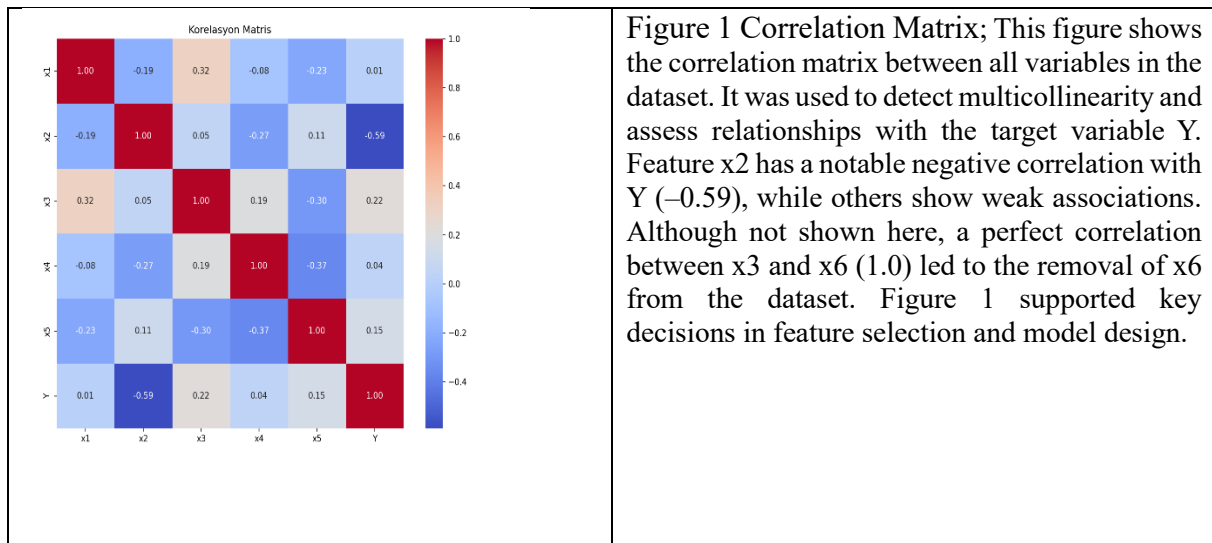 Korelasyon Matris
x1 1.00 -0.19 0.32 -0.08 -0.23 0.01
x2 -0.19 1.00 0.05 -0.27 0.11 -0.59
x3 0.32 0.05 1.00 0.19 -0.30 0.22
x4 -0.08 -0.27 0.19 1.00 -0.37 0.04
x5 -0.23 0.11 -0.30 -0.37 1.00 0.15
Y 0.01 -0.59 0.22 0.04 0.15 1.00
x1 x2 x3 x4 x5 Y
1.0
0.8
0.6
0.4
0.2
0.0
-0.2
-0.4
Figure 1 Correlation Matrix; This figure shows
the correlation matrix between all variables in the
dataset. It was used to detect multicollinearity and
assess relationships with the target variable Y.
Feature x2 has a notable negative correlation with
Y (–0.59), while others show weak associations.
Although not shown here, a perfect correlation
between x3 and x6 (1.0) led to the removal of x6
from the dataset. Figure 1 supported key
decisions in feature selection and model design.